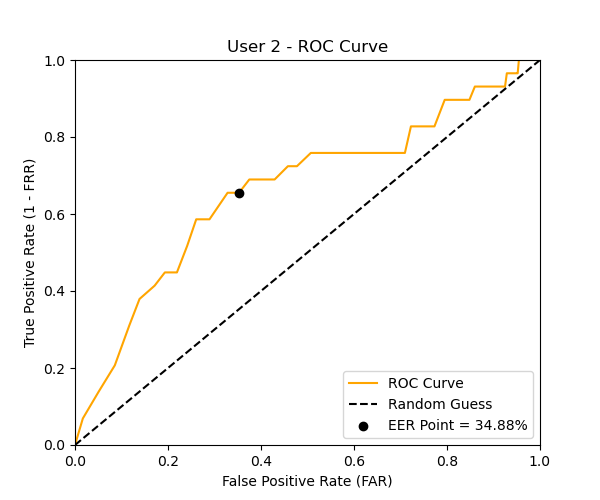 User 2 - ROC Curve
True Positive Rate (1 - FRR)
1.0
0.8
0.6
0.4
0.2
0.0
0.0 0.2 0.4 0.6 0.8 1.0
False Positive Rate (FAR)
ROC Curve
Random Guess
EER Point = 34.88%